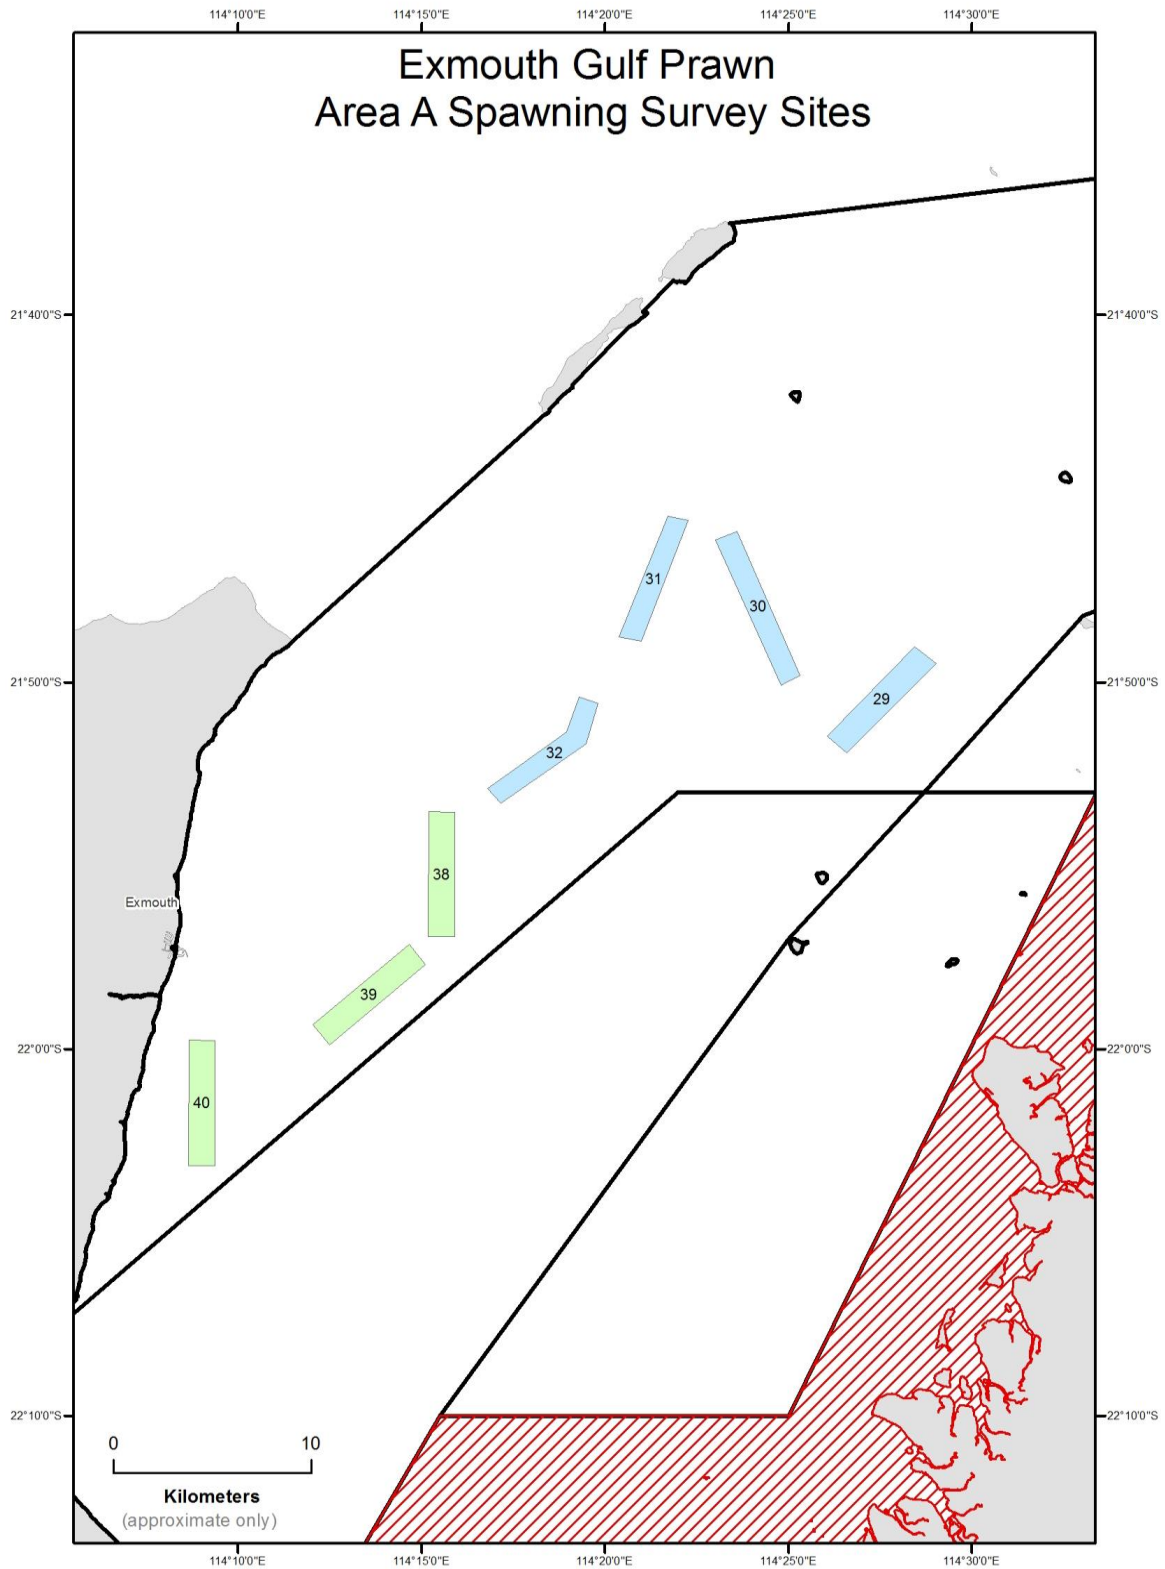 114°10'0"E
114°15'0"E
114°20'0"E
114°25'0"E
114°30'0"E
Exmouth Gulf Prawn
Area A Spawning Survey Sites
21°40'0"S
21°40'0"S
31
30
21°50'0"S
21°50'0"S
29
32
38
Exmouth
39
22°0'0"S
22°0'0"S
40
22°10'0"S
22°10'0"S
0
10
Kilometers
(approximate only)
114°10'0"E
114°15'0"E
114°20'0"E
114°25'0"E
114°30'0"E